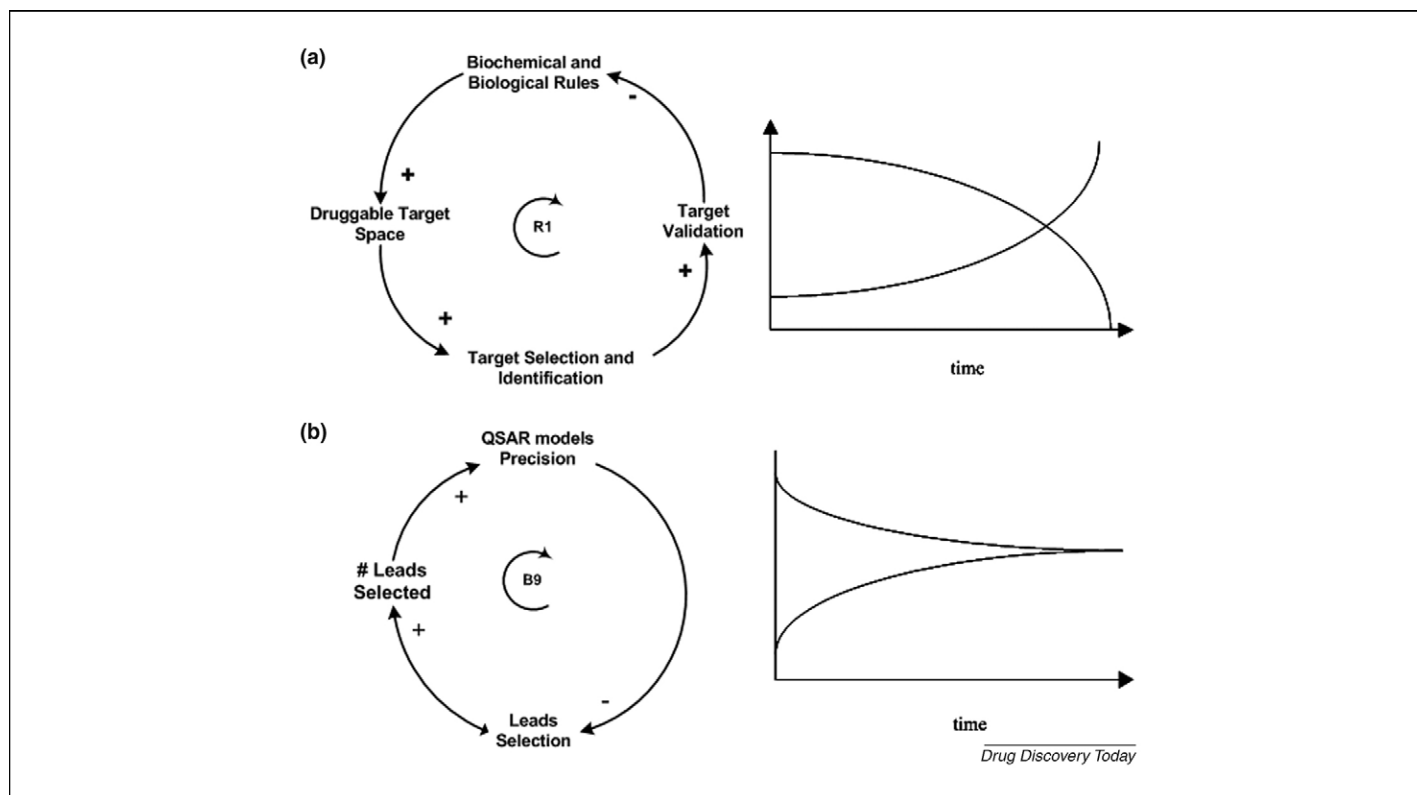 (a)
Biochemical and
Biological Rules
-
+
Druggable Target
Space
R1
Target
Validation
+
+
Target Selection and
Identification
time
(b)
QSAR models
Precision
+
# Leads
Selected
B9
+
-
Leads
Selection
time
Drug Discovery Today